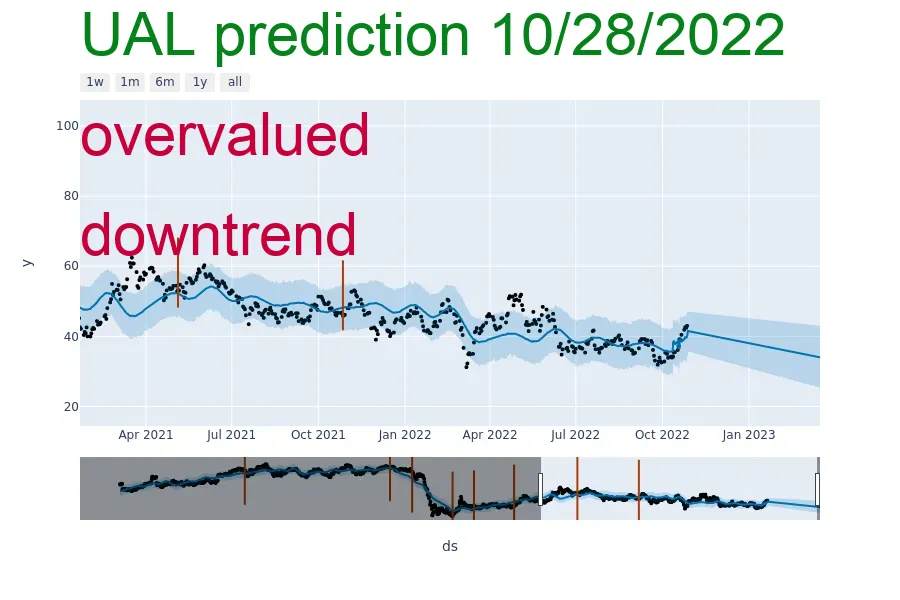 UAL prediction 10/28/2022
1w 1m 6m 1y all
overvalued
downtrend
100
80
60
40
20
y
Apr 2021 Jul 2021 Oct 2021 Jan 2022 Apr 2022 Jul 2022 Oct 2022 Jan 2023
ds